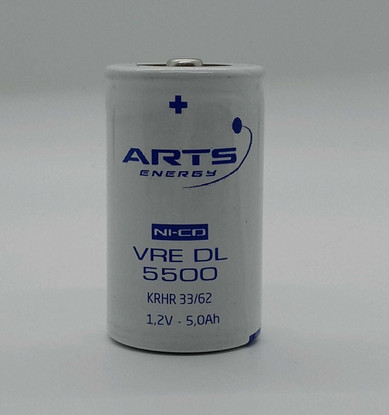 +
ARTS
ENERGY
NI-CD
VRE DL
5500
KRHR 33/62
1,2V - 5,0Ah